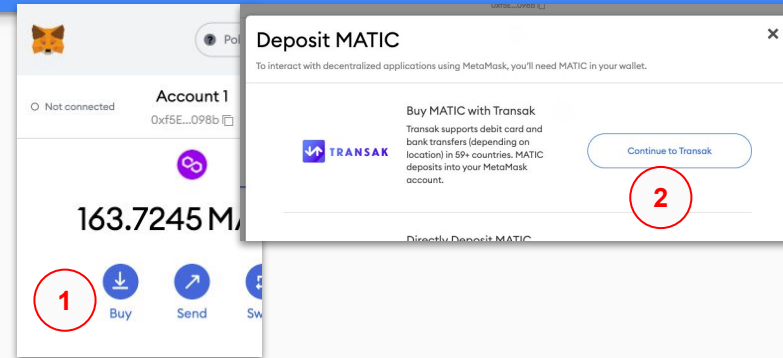 0xf5E...098b
Pol
Not connected
Account 1
0xf5E...098b
163.7245 MA
1
Buy
Send
Sw
Deposit MATIC
To interact with decentralized applications using MetaMask, you'll need MATIC in your wallet.
TRANSAK
Buy MATIC with Transak
Transak supports debit card and
bank transfers (depending on
location) in 59+ countries. MATIC
deposits into your MetaMask
account.
Continue to Transak
2
Directly Deposit MATIC